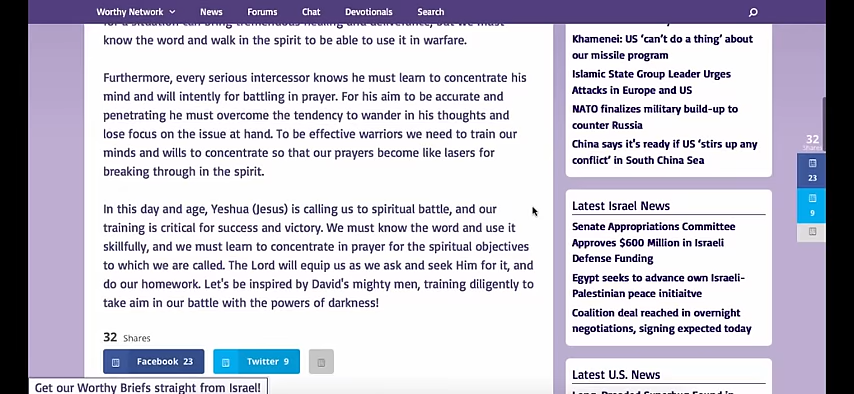 Worthy Network News Forums Chat Devotionals Search
know the word and walk in the spirit to be able to use it in warfare.
Furthermore, every serious intercessor knows he must learn to concentrate his
mind and will intently for battling in prayer. For his aim to be accurate and
penetrating he must overcome the tendency to wander in his thoughts and
lose focus on the issue at hand. To be effective warriors we need to train our
minds and wills to concentrate so that our prayers become like lasers for
breaking through in the spirit.
In this day and age, Yeshua (Jesus) is calling us to spiritual battle, and our
training is critical for success and victory. We must know the word and use it
skillfully, and we must learn to concentrate in prayer for the spiritual objectives
to which we are called. The Lord will equip us as we ask and seek Him for it, and
do our homework. Let's be inspired by David's mighty men, training diligently to
take aim in our battle with the powers of darkness!
32 Shares
Facebook 23 Twitter 9
Get our Worthy Briefs straight from Israel!
Khamenei: US ‘can’t do a thing’ about
our missile program
Islamic State Group Leader Urges
Attacks in Europe and US
NATO finalizes military build-up to
counter Russia
China says it's ready if US ‘stirs up any
conflict’ in South China Sea
Latest Israel News
Senate Appropriations Committee
Approves $600 Million in Israeli
Defense Funding
Egypt seeks to advance own Israeli-
Palestinian peace initiaitve
Coalition deal reached in overnight
negotiations, signing expected today
Latest U.S. News
32
Shares
23
9